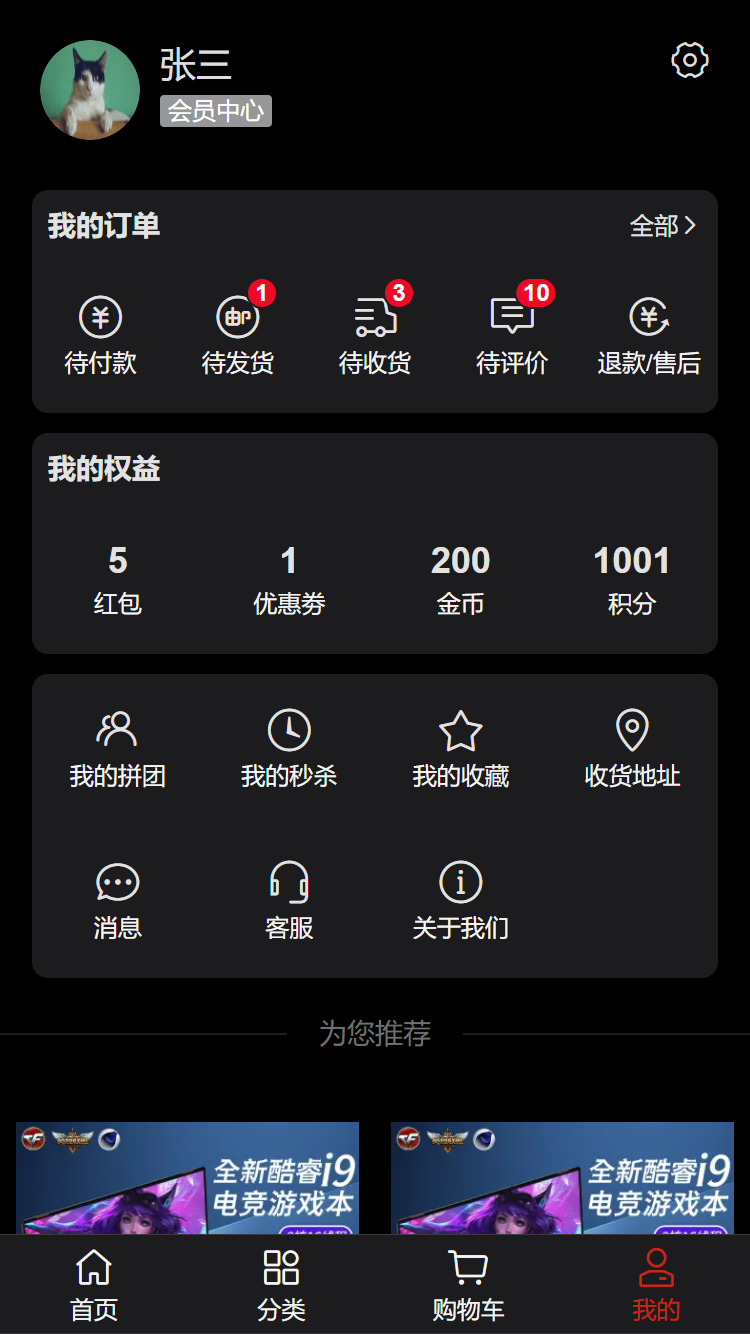 张三
会员中心
我的订单 全部
1 3 10
待付款 待发货 待收货 待评价 退款/售后
我的权益
5 1 200 1001
红包 优惠劵 金币 积分
我的拼团 我的秒杀 我的收藏 收货地址
消息 客服 关于我们
为您推荐
全新酷睿i9 全新酷睿i9
电竞游戏本 电竞游戏本
首页 分类 购物车 我的